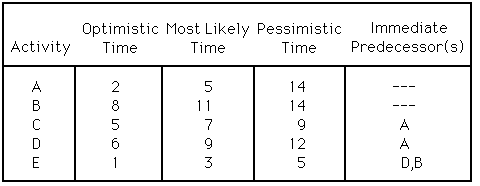 Optimistic Most Likely Pessimistic Immediate
Activity Time Time Time Predecessor(s)
A 2 5 14 ---
B 8 11 14 ---
C 5 7 9 A
D 6 9 12 A
E 1 3 5 D,B